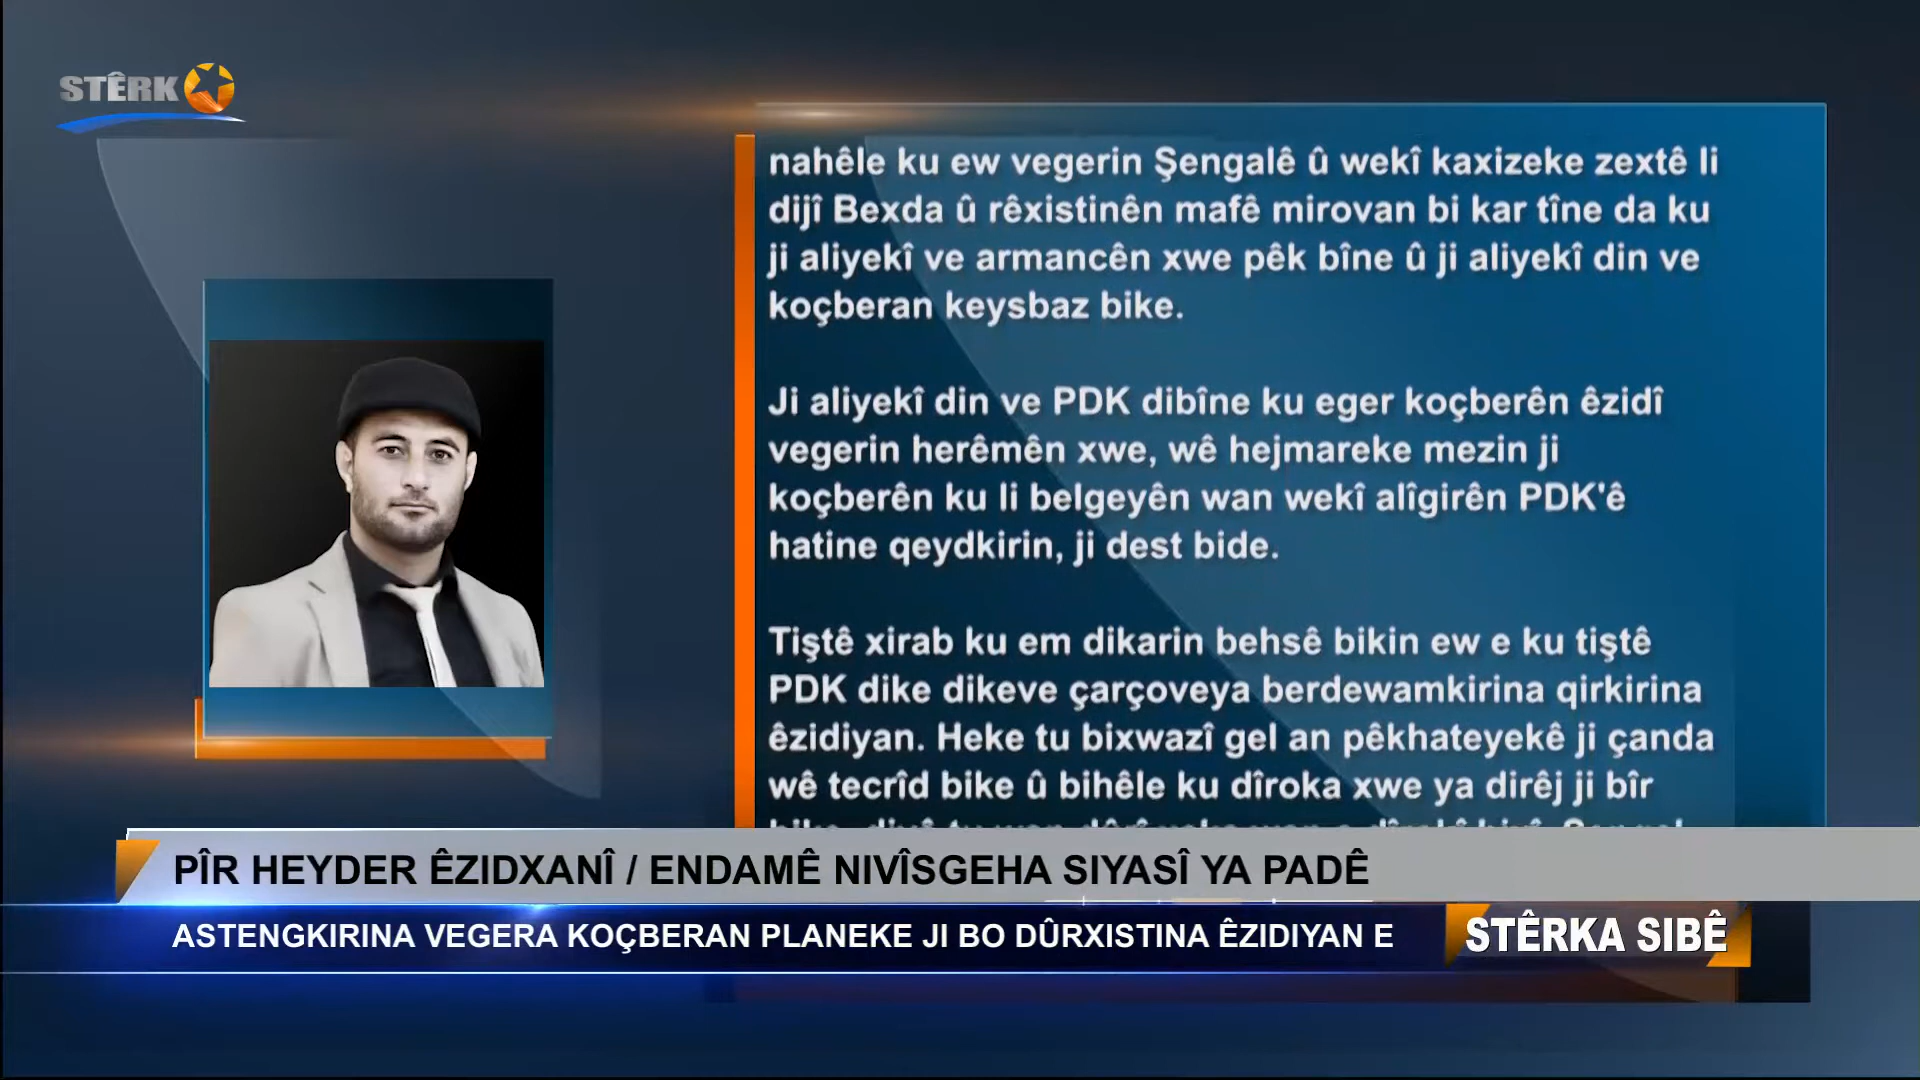 STÊRK
nahêle ku ew vegerin Şengalê û wekî kaxizeke zextê li
dijî Bexda û rêxistinên mafê mirovan bi kar tîne da ku
ji aliyekî ve armancên xwe pêk bîne û ji aliyekî din ve
koçberan keysbaz bike.
Ji aliyekî din ve PDK dibîne ku eger koçberên êzidî
vegerin herêmên xwe, wê hejmareke mezin ji
koçberên ku li belgeyên wan wekî alîgirên PDK'ê
hatine qeydkirin, ji dest bide.
Tiştê xirab ku em dikarin behsê bikin ew e ku tiştê
PDK dike dikeve çarçoveya berdewamkirina qirkirina
êzidiyan. Heke tu bixwazî gel an pêkhateyekê ji çanda
wê tecrîd bike û bihêle ku dîroka xwe ya dirêj ji bîr
PÎR HEYDER ÊZIDXANÎ / ENDAMÊ NIVÎSGEHA SIYASÎ YA PADÊ
ASTENGKIRINA VEGERA KOÇBERAN PLANEKE JI BO DÛRXISTINA ÊZIDIYAN E
STÊRKA SIBÊ